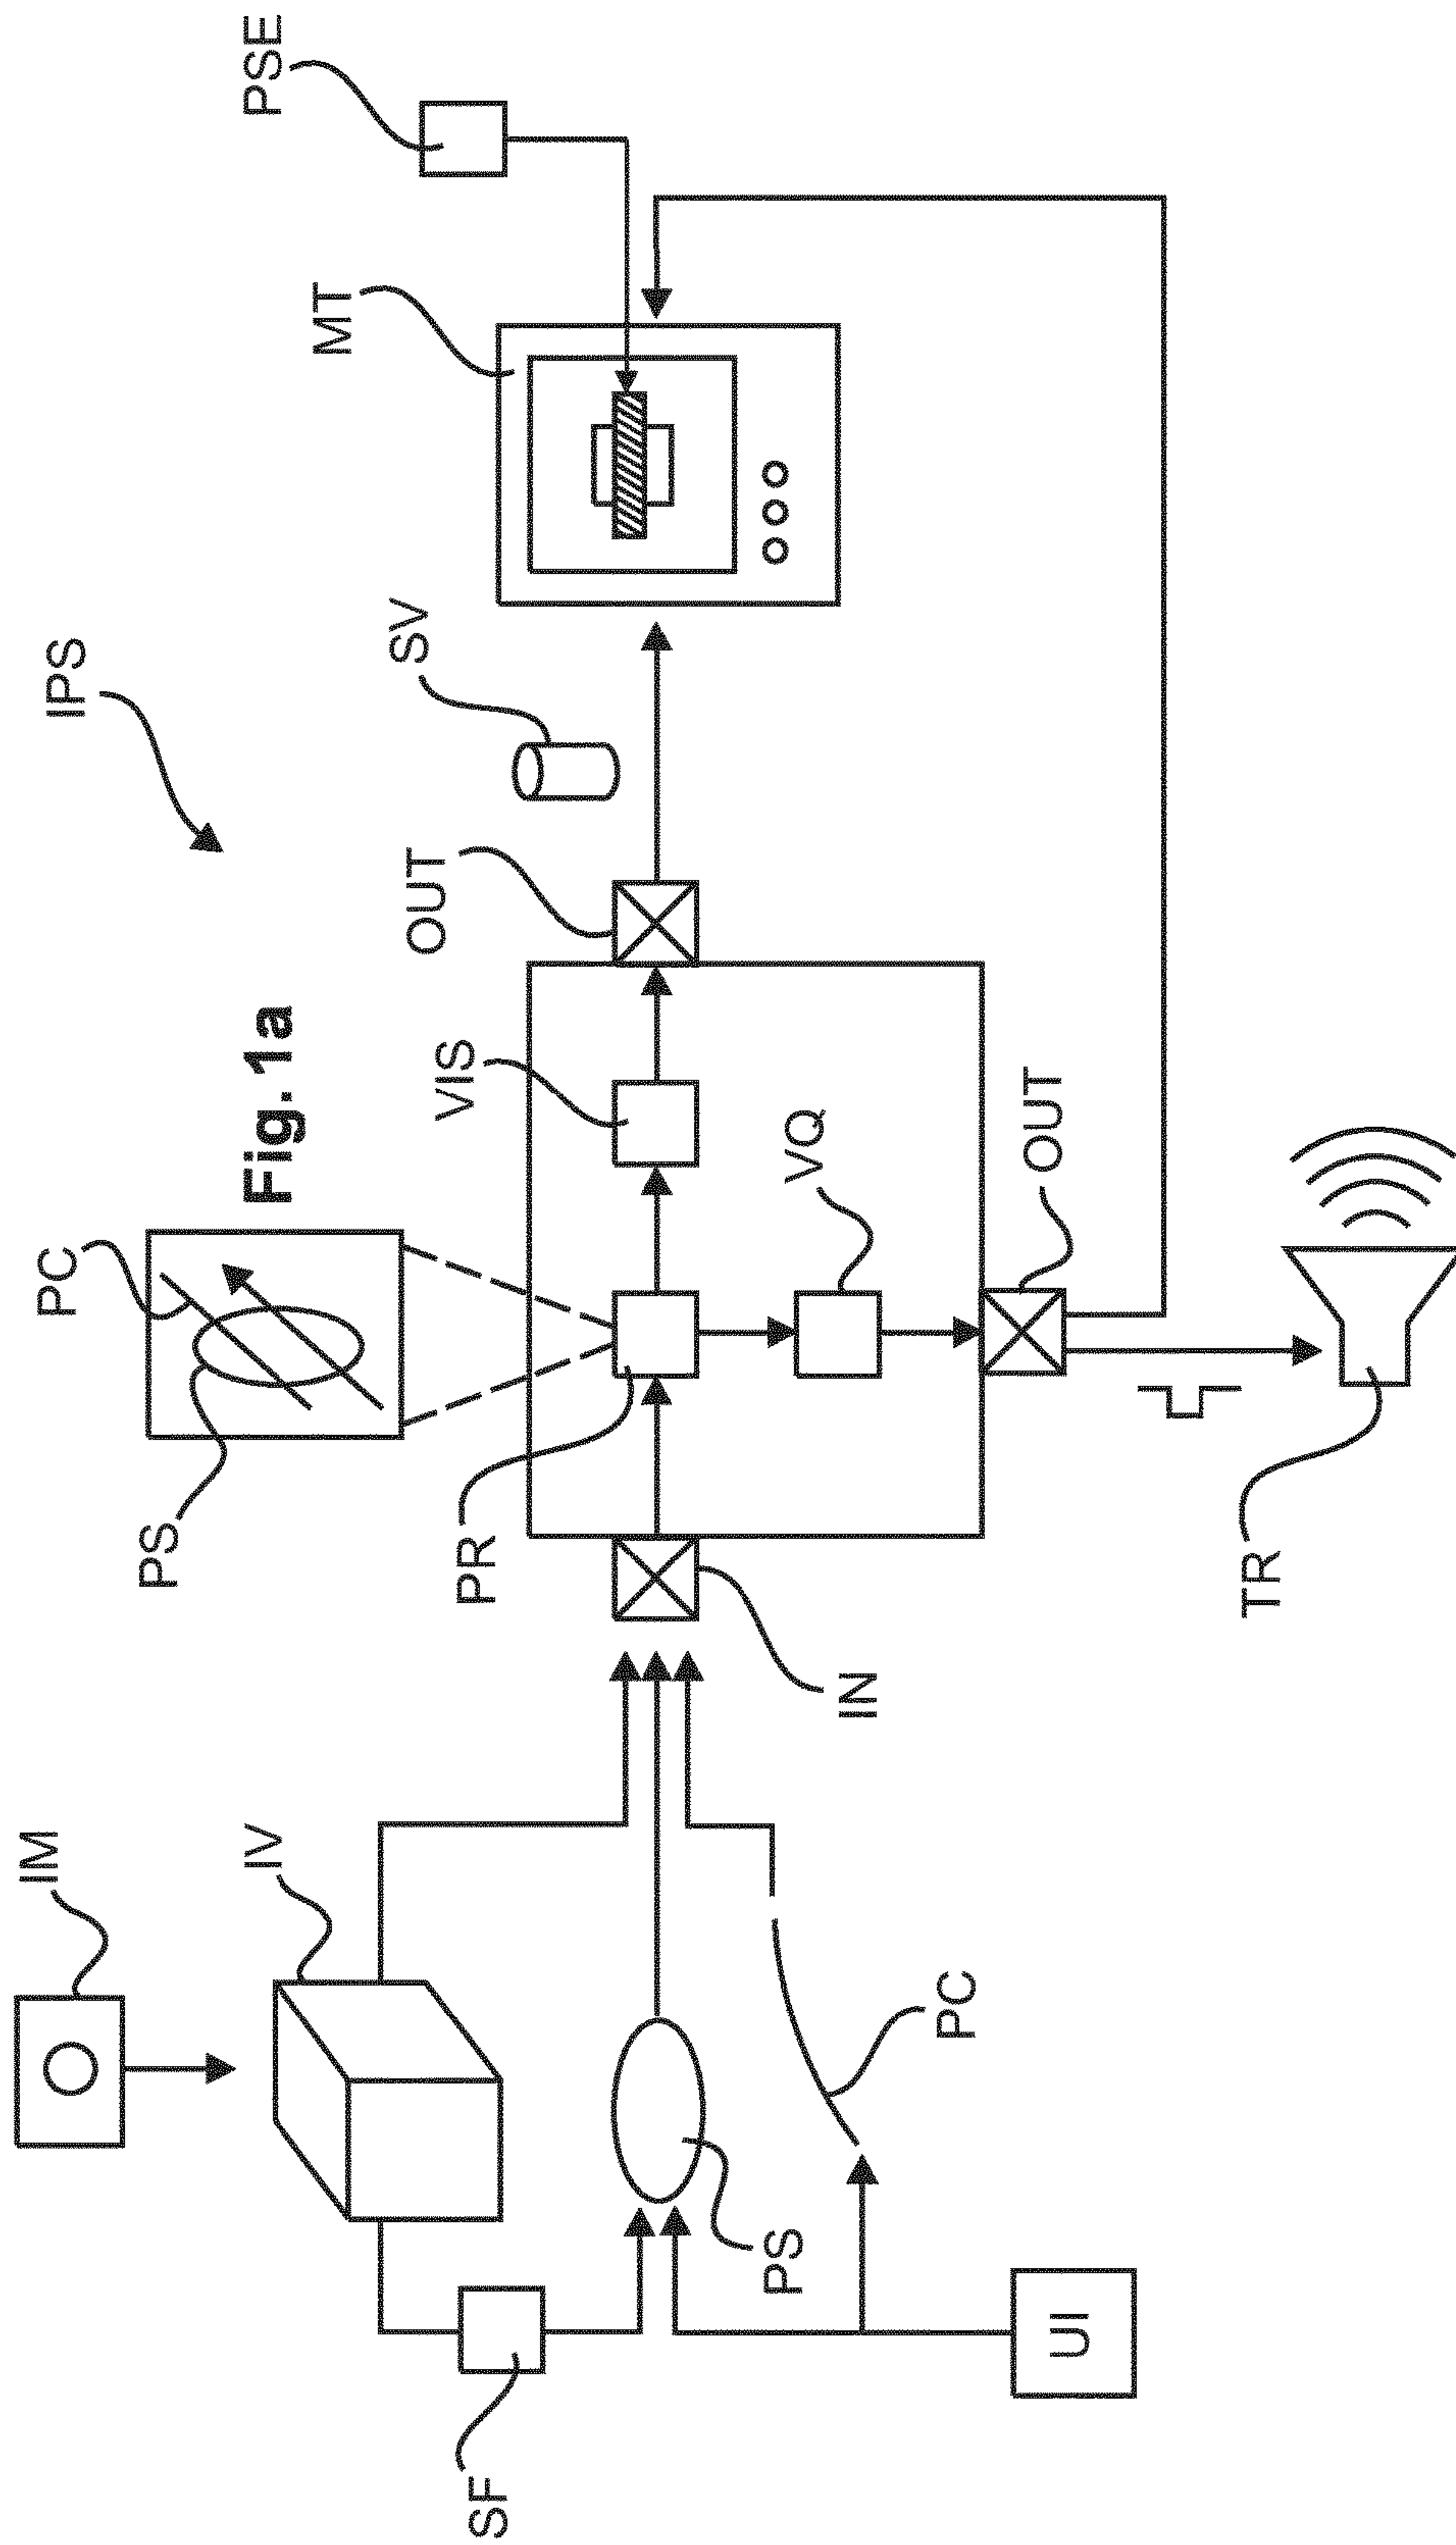 Fig. 1a
IPS
IM
IV
SF
PS
PC
UI
IN
PS
PC
PR
VIS
VQ
OUT
OUT
TR
SV
MT
PSE